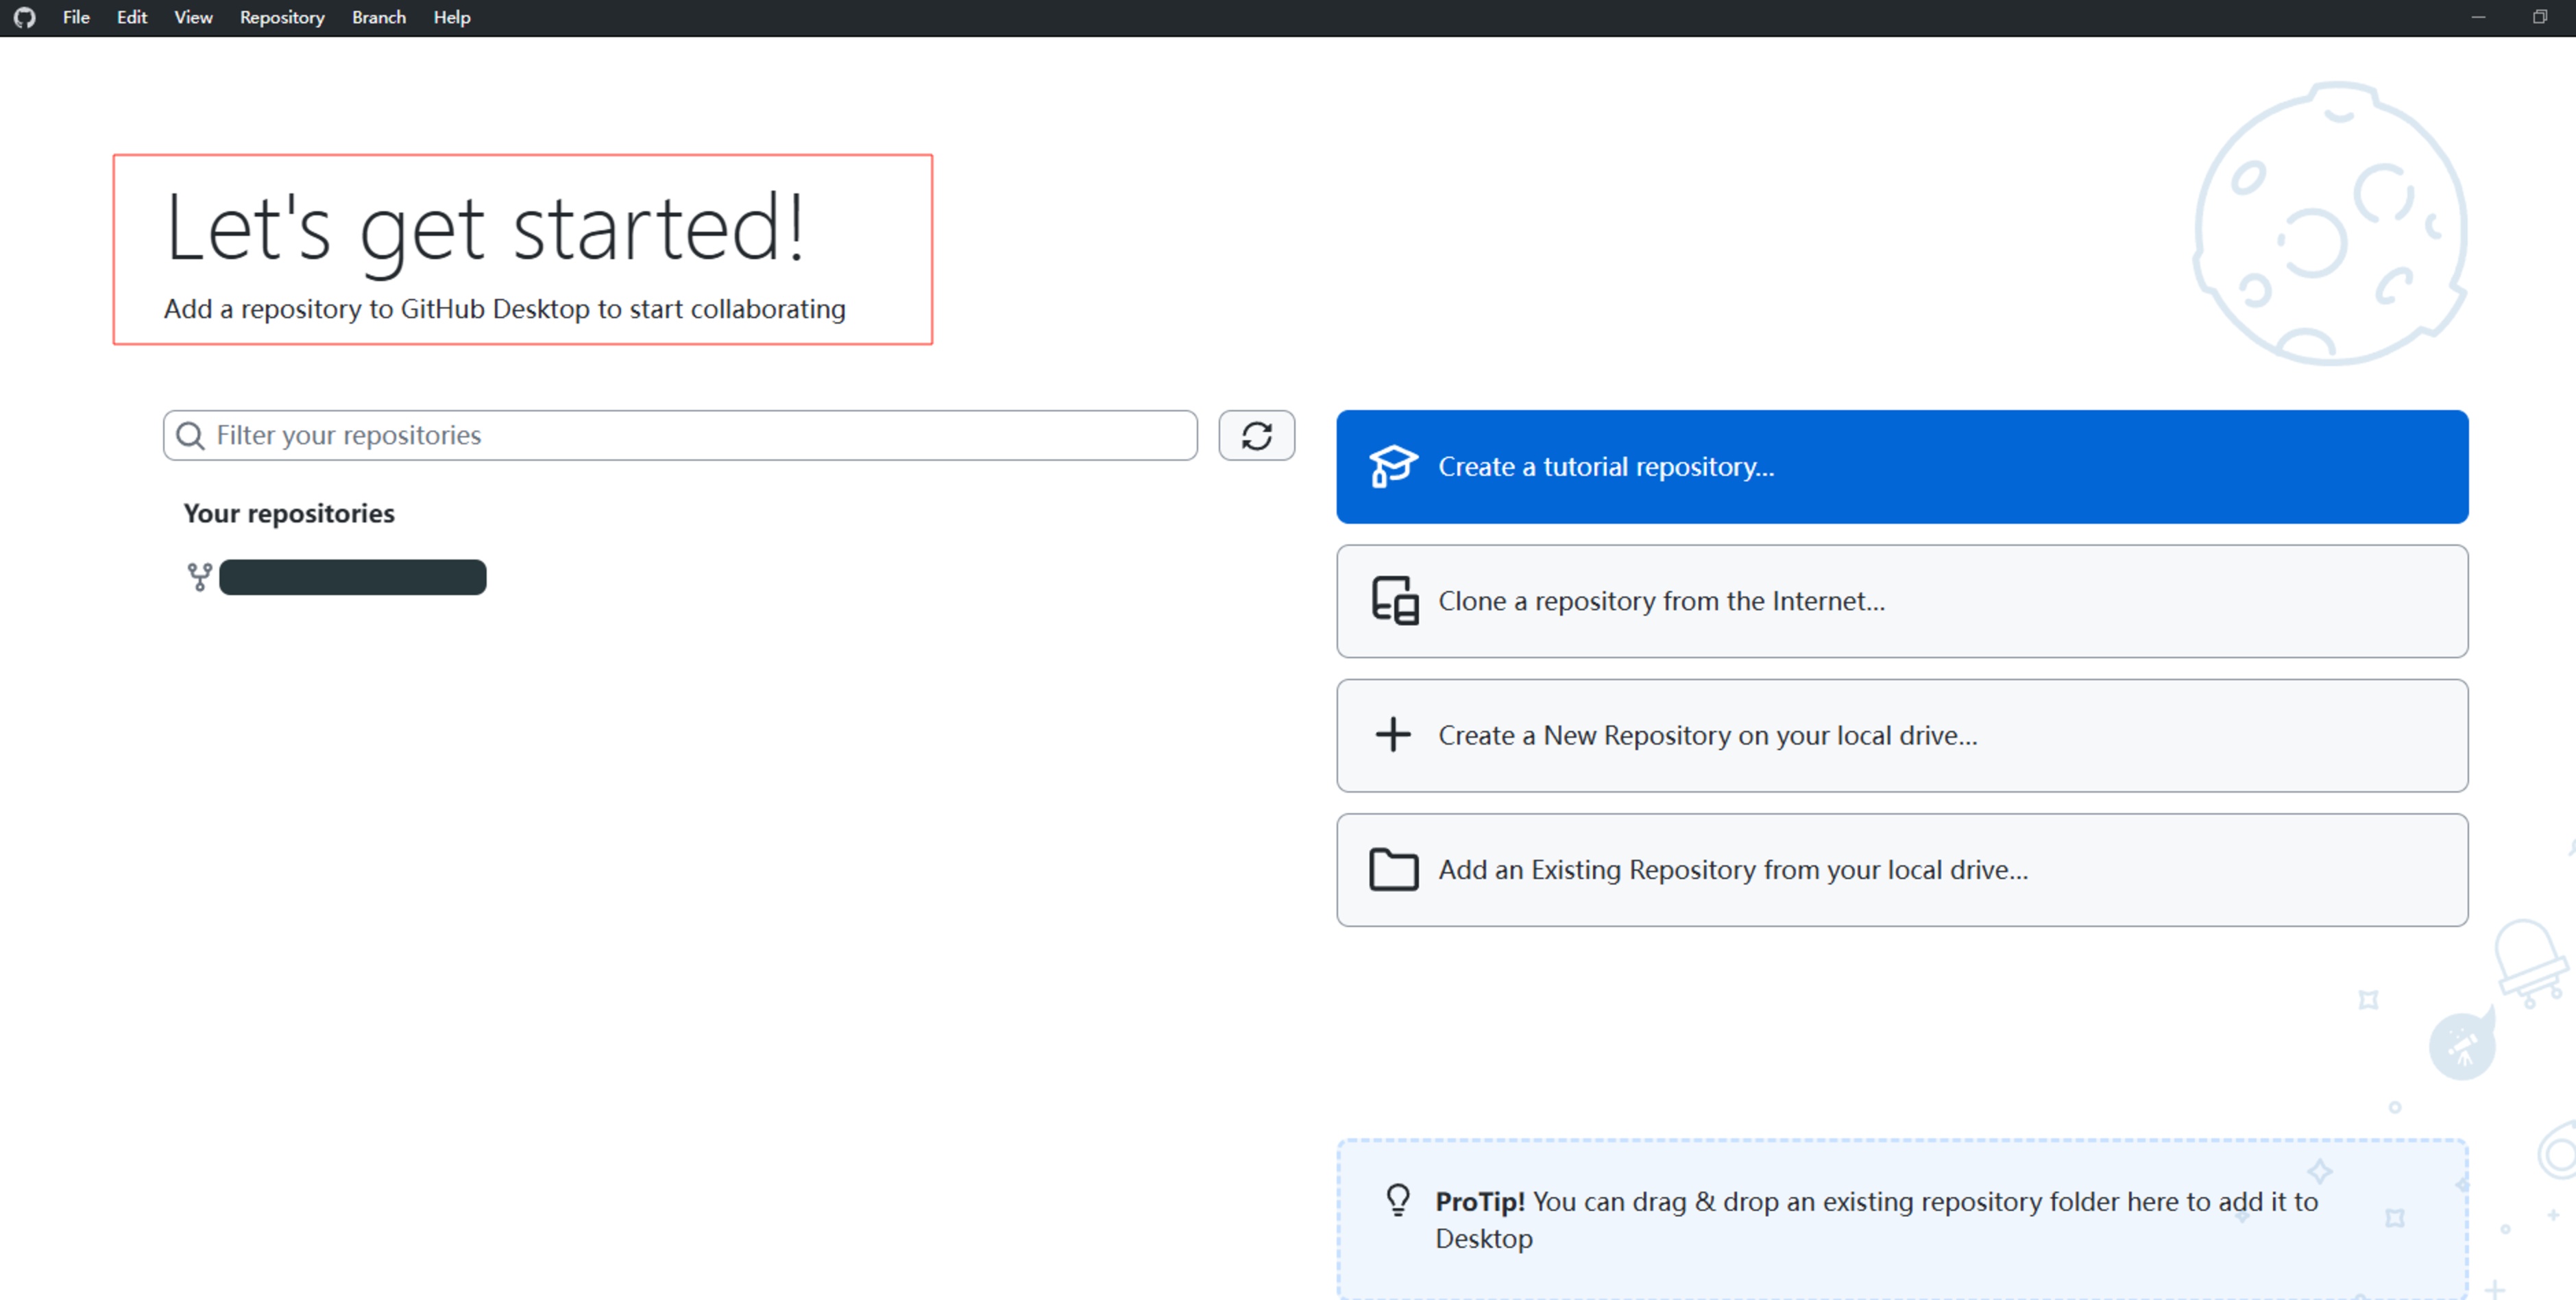 File Edit View Repository Branch Help
Let's get started!
Add a repository to GitHub Desktop to start collaborating
Filter your repositories
Your repositories
Create a tutorial repository...
Clone a repository from the Internet...
Create a New Repository on your local drive...
Add an Existing Repository from your local drive...
ProTip! You can drag & drop an existing repository folder here to add it to
Desktop